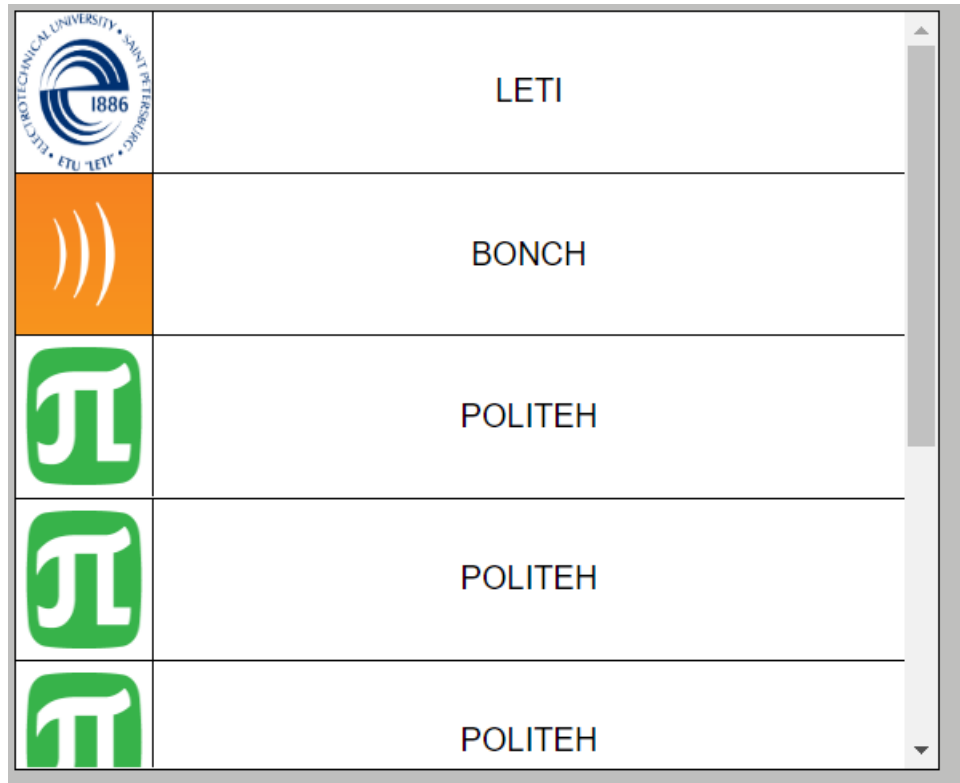 ELECTROTECHNICAL UNIVERSITY • SAINT PETERSBURG • ETU "LETI" •
1886
LETI
BONCH
π
POLITEH
π
POLITEH
π
POLITEH